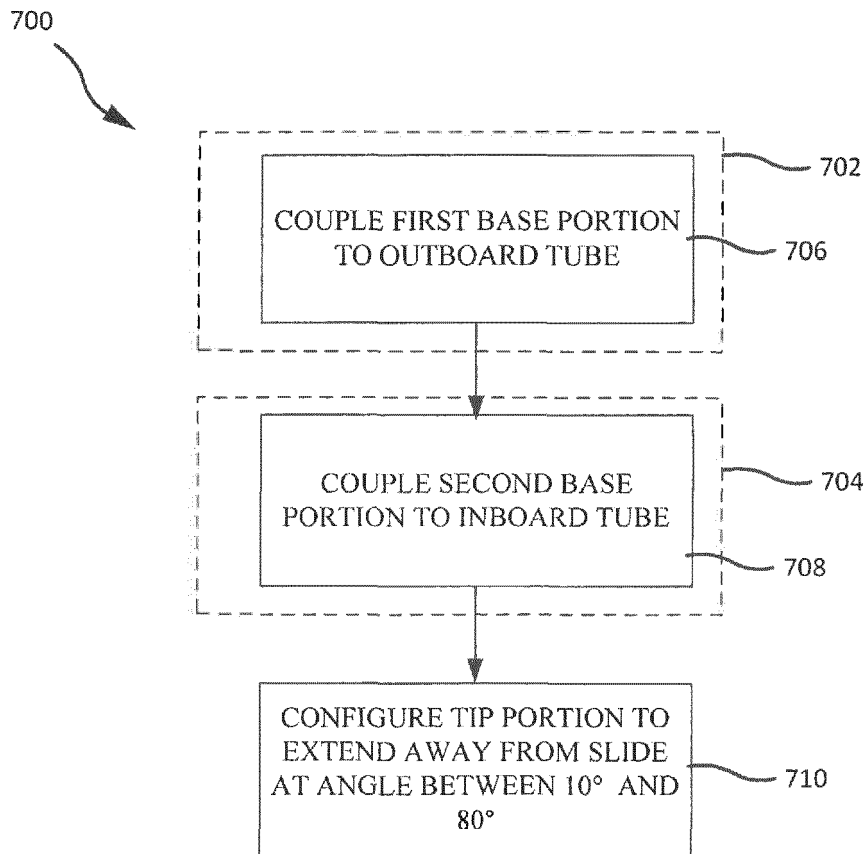 700
702
COUPLE FIRST BASE PORTION
TO OUTBOARD TUBE
706
COUPLE SECOND BASE
PORTION TO INBOARD TUBE
704
708
CONFIGURE TIP PORTION TO
EXTEND AWAY FROM SLIDE
AT ANGLE BETWEEN 10° AND
80°
710